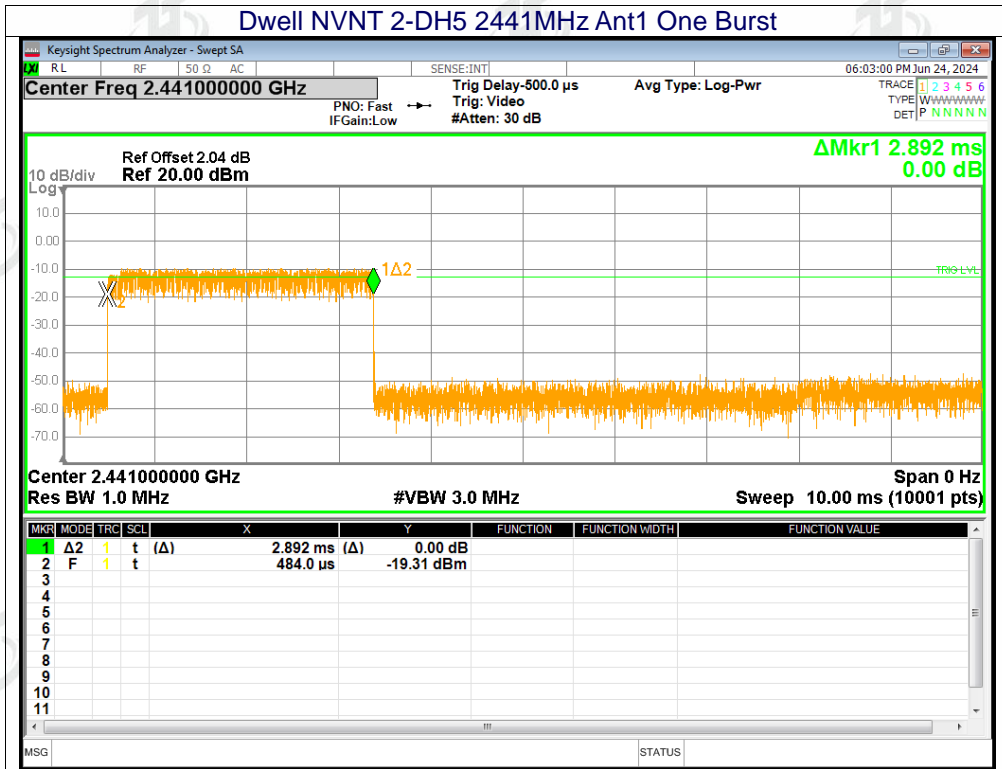 Dwell NVNT 2-DH5 2441MHz Ant1 One Burst
Keysight Spectrum Analyzer - Swept SA
LXI RL RF 50 Ω AC SENSE:INT 06:03:00 PM Jun 24, 2024
Center Freq 2.441000000 GHz
PNO: Fast
IFGain:Low
Trig Delay-500.0 µs
Trig: Video
#Atten: 30 dB
Avg Type: Log-Pwr
TRACE 1 2 3 4 5 6
TYPE WWWWWWW
DET P N N N N N
ΔMkr1 2.892 ms
0.00 dB
Ref Offset 2.04 dB
10 dB/div Ref 20.00 dBm
Log
10.0
0.00
-10.0
-20.0
-30.0
-40.0
-50.0
-60.0
-70.0
1Δ2
TRIG LVL
2
Center 2.441000000 GHz Span 0 Hz
Res BW 1.0 MHz #VBW 3.0 MHz Sweep 10.00 ms (10001 pts)
MKR MODE TRC SCL X Y FUNCTION FUNCTION WIDTH FUNCTION VALUE
1 Δ2 1 t (Δ) 2.892 ms (Δ) 0.00 dB
2 F 1 t 484.0 µs -19.31 dBm
3
4
5
6
7
8
9
10
11
MSG STATUS